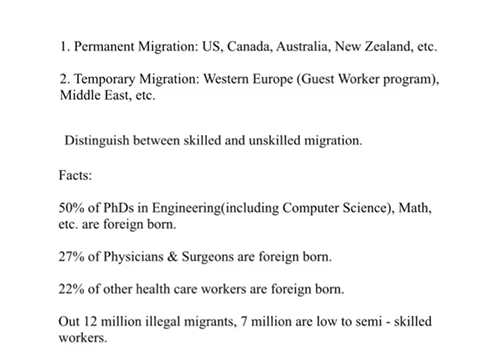 1. Permanent Migration: US, Canada, Australia, New Zealand, etc.
2. Temporary Migration: Western Europe (Guest Worker program),
Middle East, etc.
Distinguish between skilled and unskilled migration.
Facts:
50% of PhDs in Engineering(including Computer Science), Math,
etc. are foreign born.
27% of Physicians & Surgeons are foreign born.
22% of other health care workers are foreign born.
Out 12 million illegal migrants, 7 million are low to semi - skilled
workers.